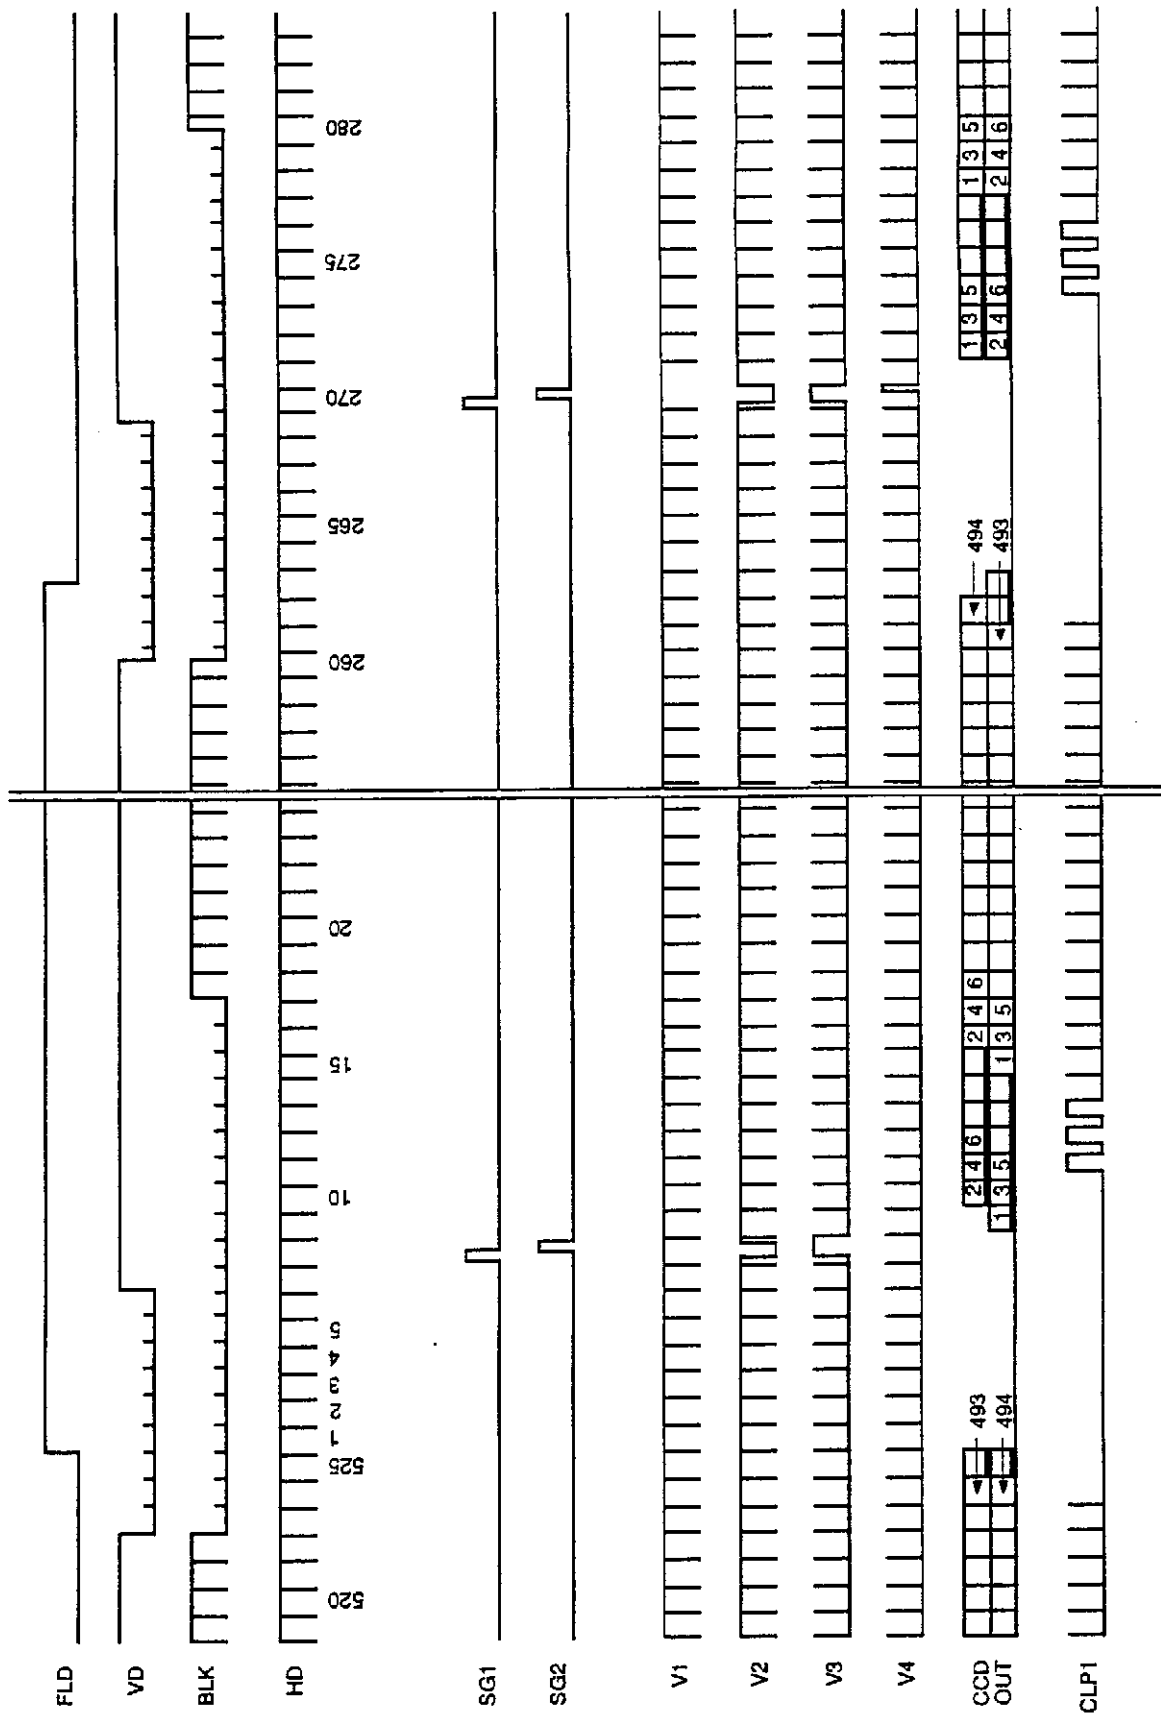 FLD
VD
BLK
HD
520 525 1 2 3 4 5 10 15 20 260 265 270 275 280
SG1
SG2
V1
V2
V3
V4
CCD OUT
493 2 4 6 2 4 6 494 1 3 5 1 3 5
494 1 3 5 1 3 5 493 2 4 6 2 4 6
CLP1